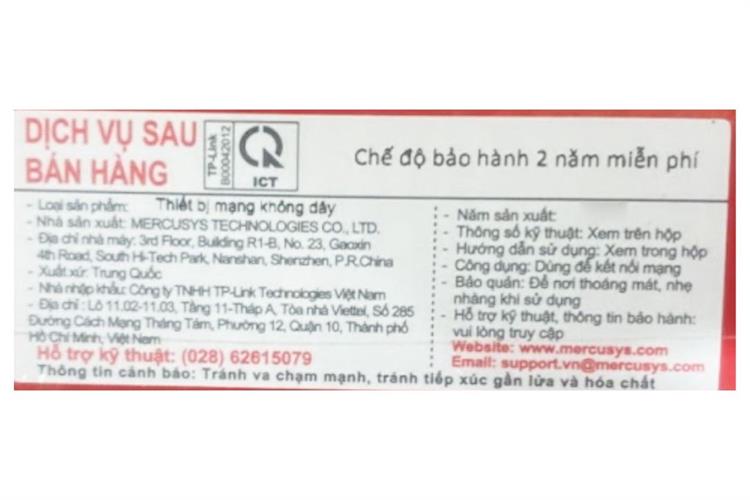 DỊCH VỤ SAU
BÁN HÀNG
TP-Link
B00042012
ICT
Chế độ bảo hành 2 năm miễn phí
- Loại sản phẩm: Thiết bị mạng không dây
- Nhà sản xuất: MERCUSYS TECHNOLOGIES CO., LTD.
- Địa chỉ nhà máy: 3rd Floor, Building R1-B, No. 23, Gaoxin
4th Road, South Hi-Tech Park, Nanshan, Shenzhen, P.R.China
- Xuất xứ: Trung Quốc
- Nhà nhập khẩu: Công ty TNHH TP-Link Technologies Việt Nam
- Địa chỉ : Lô 11.02-11.03, Tầng 11-Tháp A, Tòa nhà Viettel, Số 285
Đường Cách Mạng Tháng Tám, Phường 12, Quận 10, Thành phố
Hồ Chí Minh, Việt Nam
Hỗ trợ kỹ thuật: (028) 62615079
- Năm sản xuất:
- Thông số kỹ thuật: Xem trên hộp
- Hướng dẫn sử dụng: Xem trong hộp
- Công dụng: Dùng để kết nối mạng
- Bảo quản: Để nơi thoáng mát, nhẹ
nhàng khi sử dụng
- Hỗ trợ kỹ thuật, thông tin bảo hành:
vui lòng truy cập
Website: www.mercusys.com
Email: support.vn@mercusys.com
Thông tin cảnh báo: Tránh va chạm mạnh, tránh tiếp xúc gần lửa và hóa chất